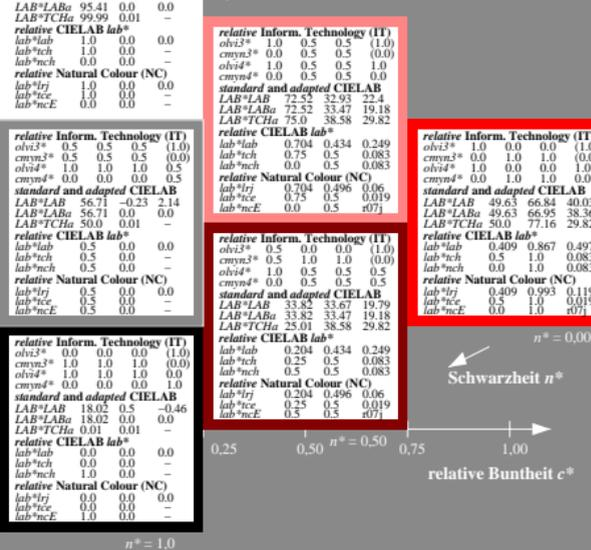 LAB*LABa 95.41 0.0 0.0
LAB*TCHa 99.99 0.01 –
relative CIELAB lab*
lab*lab 1.0 0.0 0.0
lab*tch 1.0 0.0 –
lab*nch 0.0 0.0 –
relative Natural Colour (NC)
lab*lrj 1.0 0.0 0.0
lab*tce 1.0 0.0 –
lab*ncE 0.0 0.0 –
relative Inform. Technology (IT)
olvi3* 1.0 0.5 0.5 (1.0)
cmyn3* 0.0 0.5 0.5 (0.0)
olvi4* 1.0 0.5 0.5 1.0
cmyn4* 0.0 0.5 0.5 0.0
standard and adapted CIELAB
LAB*LAB 72.52 32.93 22.4
LAB*LABa 72.52 33.47 19.18
LAB*TCHa 75.0 38.58 29.82
relative CIELAB lab*
lab*lab 0.704 0.434 0.249
lab*tch 0.75 0.5 0.083
lab*nch 0.0 0.5 0.083
relative Natural Colour (NC)
lab*lrj 0.704 0.496 0.06
lab*tce 0.75 0.5 0.019
lab*ncE 0.0 0.5 r07j
relative Inform. Technology (IT)
olvi3* 0.5 0.5 0.5 (1.0)
cmyn3* 0.5 0.5 0.5 (0.0)
olvi4* 1.0 1.0 1.0 0.5
cmyn4* 0.0 0.0 0.0 0.5
standard and adapted CIELAB
LAB*LAB 56.71 −0.23 2.14
LAB*LABa 56.71 0.0 0.0
LAB*TCHa 50.0 0.01 –
relative CIELAB lab*
lab*lab 0.5 0.0 0.0
lab*tch 0.5 0.0 –
lab*nch 0.5 0.0 –
relative Natural Colour (NC)
lab*lrj 0.5 0.0 0.0
lab*tce 0.5 0.0 –
lab*ncE 0.5 0.0 –
relative Inform. Technology (IT)
olvi3* 1.0 0.0 0.0 (1.0
cmyn3* 0.0 1.0 1.0 (0.0
olvi4* 1.0 0.0 0.0 1.0
cmyn4* 0.0 1.0 1.0 0.0
standard and adapted CIELAB
LAB*LAB 49.63 66.84 40.03
LAB*LABa 49.63 66.95 38.36
LAB*TCHa 50.0 77.16 29.82
relative CIELAB lab*
lab*lab 0.409 0.867 0.497
lab*tch 0.5 1.0 0.083
lab*nch 0.0 1.0 0.083
relative Natural Colour (NC)
lab*lrj 0.409 0.993 0.119
lab*tce 0.5 1.0 0.019
lab*ncE 0.0 1.0 r07j
relative Inform. Technology (IT)
olvi3* 0.5 0.0 0.0 (1.0)
cmyn3* 0.5 1.0 1.0 (0.0)
olvi4* 1.0 0.5 0.5 0.5
cmyn4* 0.0 0.5 0.5 0.5
standard and adapted CIELAB
LAB*LAB 33.82 33.67 19.79
LAB*LABa 33.82 33.47 19.18
LAB*TCHa 25.01 38.58 29.82
relative CIELAB lab*
lab*lab 0.204 0.434 0.249
lab*tch 0.25 0.5 0.083
lab*nch 0.5 0.5 0.083
relative Natural Colour (NC)
lab*lrj 0.204 0.496 0.06
lab*tce 0.25 0.5 0.019
lab*ncE 0.5 0.5 r07j
relative Inform. Technology (IT)
olvi3* 0.0 0.0 0.0 (1.0)
cmyn3* 1.0 1.0 1.0 (0.0)
olvi4* 1.0 1.0 1.0 0.0
cmyn4* 0.0 0.0 0.0 1.0
standard and adapted CIELAB
LAB*LAB 18.02 0.5 −0.46
LAB*LABa 18.02 0.0 0.0
LAB*TCHa 0.01 0.01 –
relative CIELAB lab*
lab*lab 0.0 0.0 0.0
lab*tch 0.0 0.0 –
lab*nch 1.0 0.0 –
relative Natural Colour (NC)
lab*lrj 0.0 0.0 0.0
lab*tce 0.0 0.0 –
lab*ncE 1.0 0.0 –
n* = 0,00
Schwarzheit n*
0,25 0,50 n* = 0,50 0,75 1,00
relative Buntheit c*
n* = 1,0